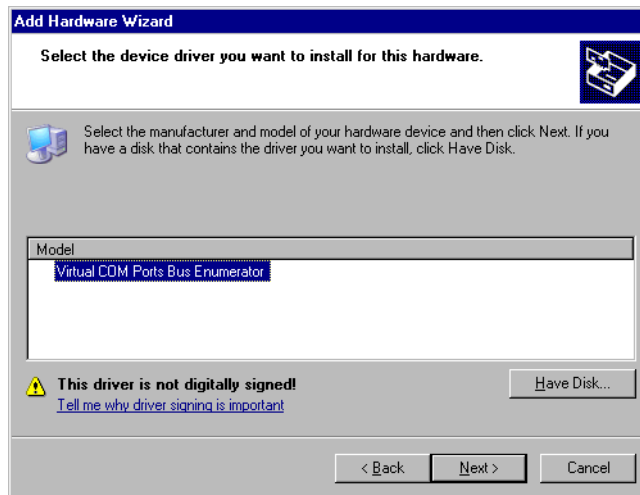 Add Hardware Wizard
Select the device driver you want to install for this hardware.
Select the manufacturer and model of your hardware device and then click Next. If you
have a disk that contains the driver you want to install, click Have Disk.
Model
Virtual COM Ports Bus Enumerator
This driver is not digitally signed!
Tell me why driver signing is important
Have Disk...
< Back
Next >
Cancel